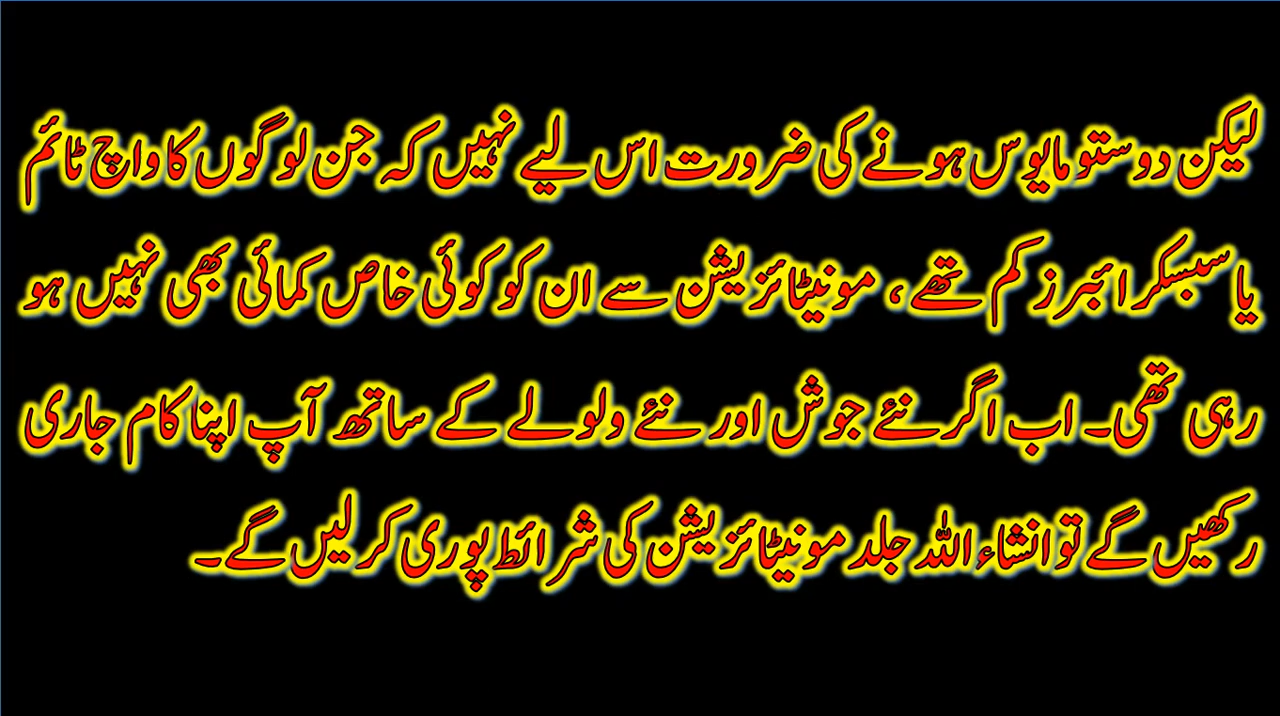 لیکن دوستو مایوس ہونے کی ضرورت اس لیے نہیں کہ جن لوگوں کا واچ ٹائم
یا سبسکرائبرز کم تھے ، مونیٹائزیشن سے ان کو کوئی خاص کمائی بھی نہیں ہو
رہی تھی۔ اب اگر نئے جوش اور نئے ولولے کے ساتھ آپ اپنا کام جاری
رکھیں گے تو انشاء اللہ جلد مونیٹائزیشن کی شرائط پوری کر لیں گے۔